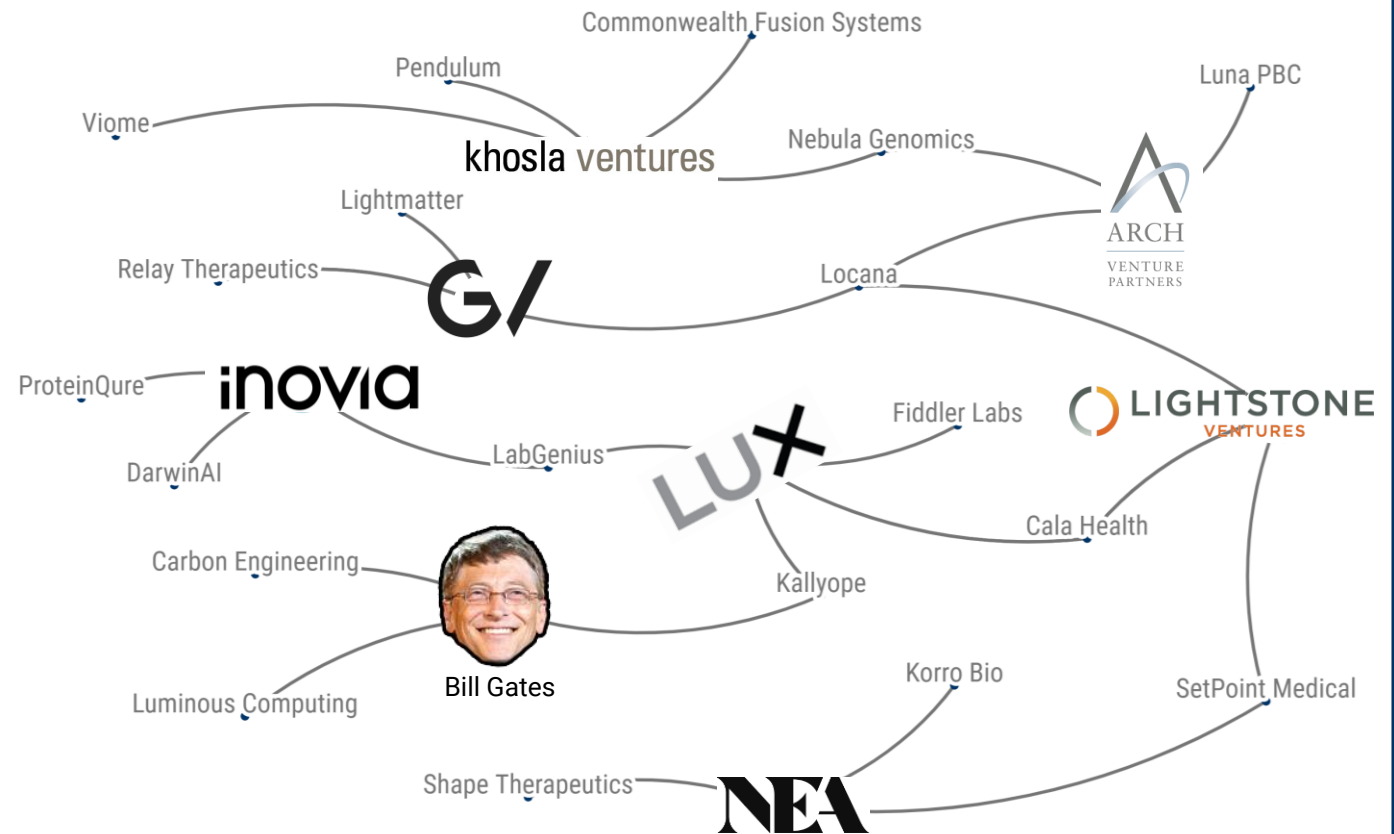 Commonwealth Fusion Systems
Pendulum
Luna PBC
Viome
Nebula Genomics
khosla ventures
Lightmatter
ARCH
VENTURE
PARTNERS
Relay Therapeutics
Locana
GV
ProteinQure
inovia
LIGHTSTONE
VENTURES
Fiddler Labs
LUX
LabGenius
DarwinAI
Cala Health
Carbon Engineering
Kallyope
Bill Gates
Korro Bio
SetPoint Medical
Luminous Computing
Shape Therapeutics
NEA